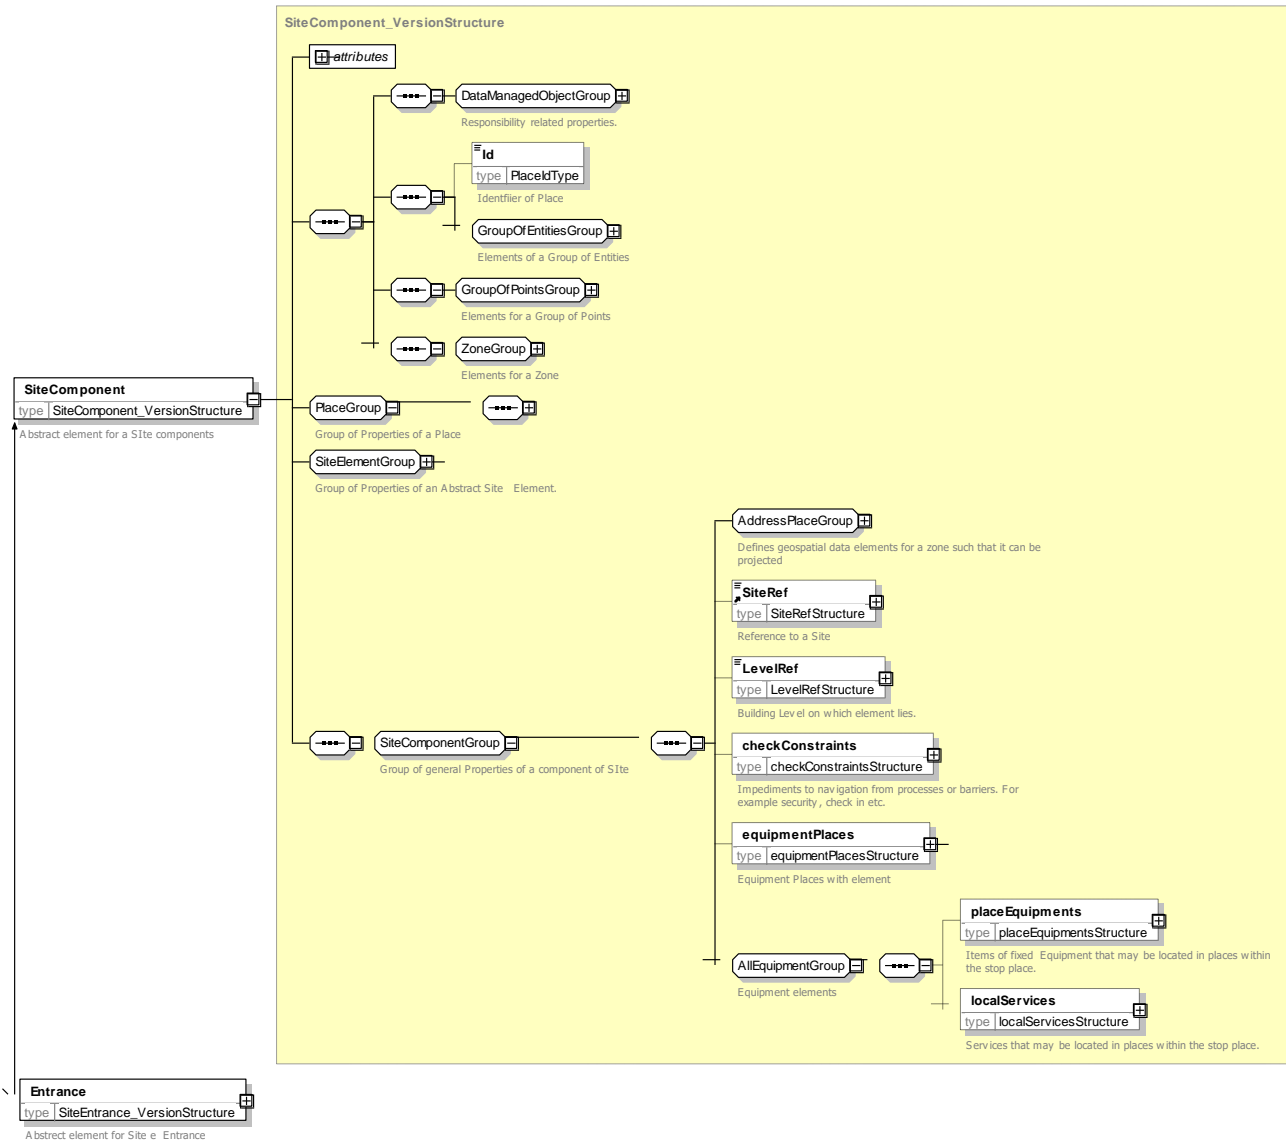 SiteComponent_VersionStructure
attributes
DataManagedObjectGroup
Responsibility related properties.
Id
type PlaceIdType
Identfiier of Place
GroupOfEntitiesGroup
Elements of a Group of Entities
GroupOfPointsGroup
Elements for a Group of Points
ZoneGroup
Elements for a Zone
SiteComponent
type SiteComponent_VersionStructure
Abstract element for a SIte components
PlaceGroup
Group of Properties of a Place
SiteElementGroup
Group of Properties of an Abstract Site Element.
AddressPlaceGroup
Defines geospatial data elements for a zone such that it can be
projected
SiteRef
type SiteRefStructure
Reference to a Site
LevelRef
type LevelRefStructure
Building Level on which element lies.
SiteComponentGroup
Group of general Properties of a component of SIte
checkConstraints
type checkConstraintsStructure
Impediments to navigation from processes or barriers. For
example security, check in etc.
equipmentPlaces
type equipmentPlacesStructure
Equipment Places with element
AllEquipmentGroup
Equipment elements
placeEquipments
type placeEquipmentsStructure
Items of fixed Equipment that may be located in places within
the stop place.
localServices
type localServicesStructure
Services that may be located in places within the stop place.
Entrance
type SiteEntrance_VersionStructure
Abstrect element for Site e Entrance